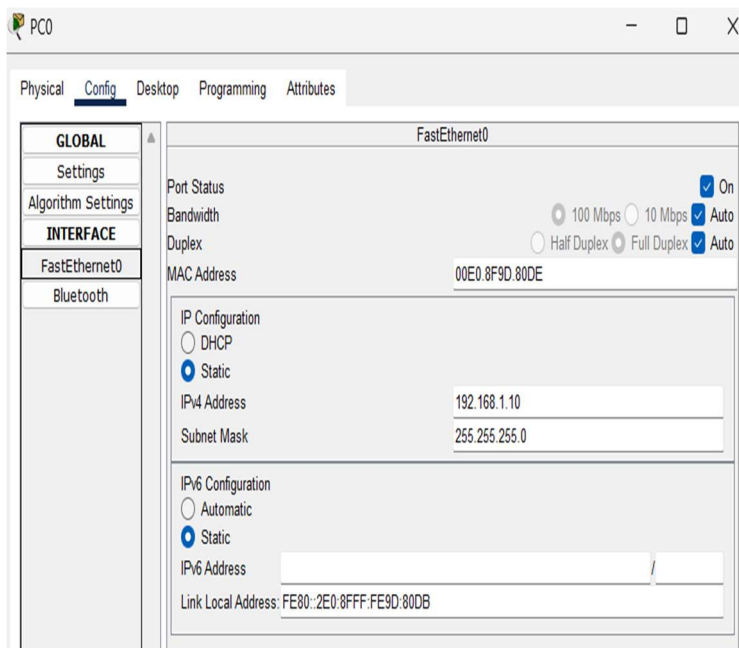 PC0
Physical Config Desktop Programming Attributes
GLOBAL
Settings
Algorithm Settings
INTERFACE
FastEthernet0
Bluetooth
FastEthernet0
Port Status On
Bandwidth 100 Mbps 10 Mbps Auto
Duplex Half Duplex Full Duplex Auto
MAC Address 00E0.8F9D.80DE
IP Configuration
DHCP
Static
IPv4 Address 192.168.1.10
Subnet Mask 255.255.255.0
IPv6 Configuration
Automatic
Static
IPv6 Address /
Link Local Address: FE80::2E0:8FFF:FE9D:80DB